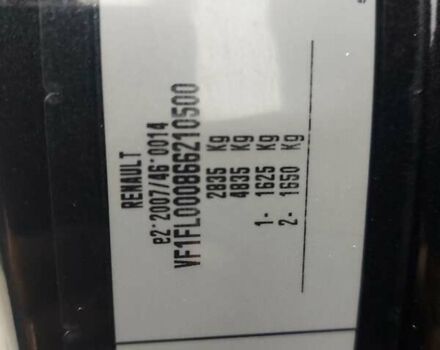 RENAULT
e2*2007/46*0014
VF1FL000866210500
2835 Kg
4835 Kg
1- 1625 Kg
2- 1650 Kg